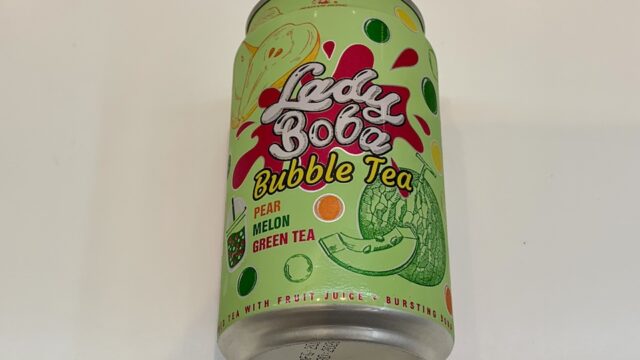 Lady
Boba
Bubble Tea
PEAR
MELON
GREEN TEA
TEA WITH FRUIT JUICE + BURSTING